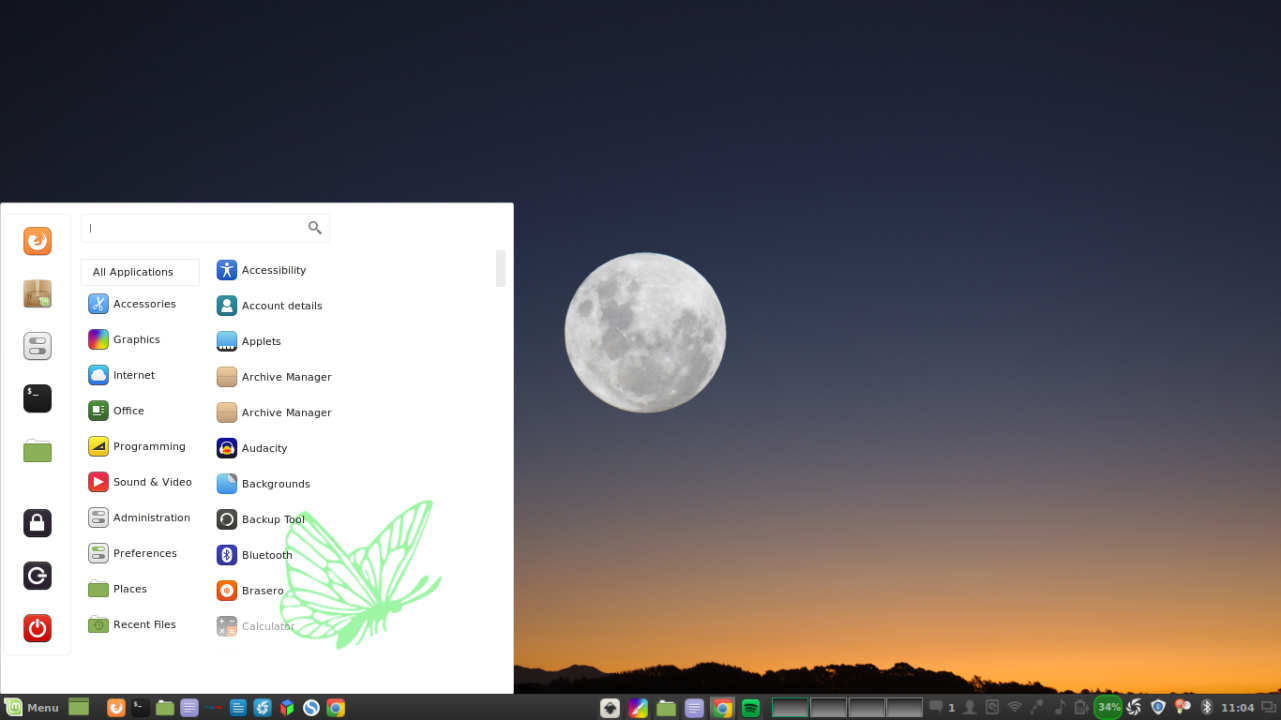 All Applications
Accessories
Graphics
Internet
Office
Programming
Sound & Video
Administration
Preferences
Places
Recent Files
Accessibility
Account details
Applets
Archive Manager
Archive Manager
Audacity
Backgrounds
Backup Tool
Bluetooth
Brasero
Calculator
Menu
1
34%
11:04